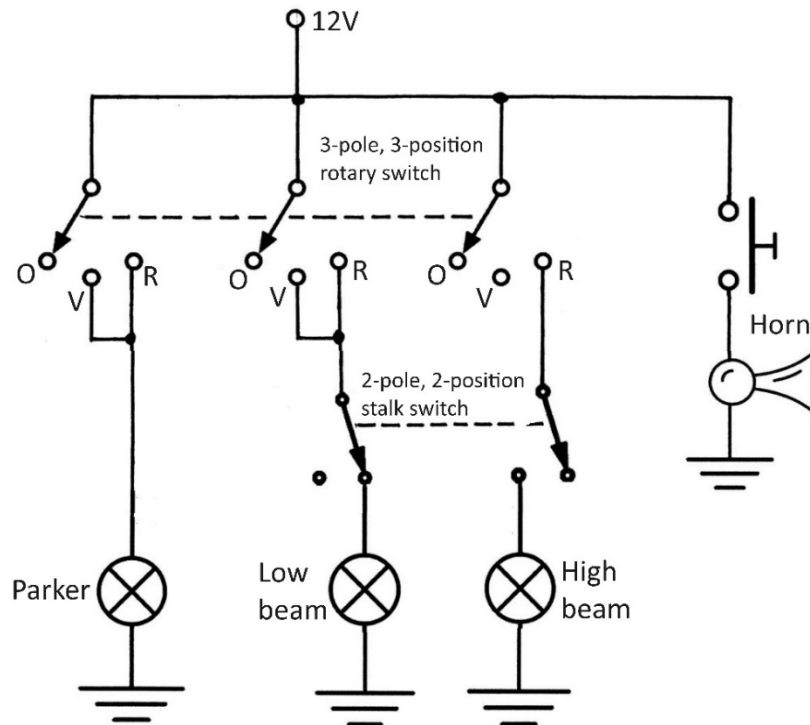 12V
3-pole, 3-position
rotary switch
O
V
R
O
V
R
O
V
R
Horn
2-pole, 2-position
stalk switch
Parker
Low
beam
High
beam